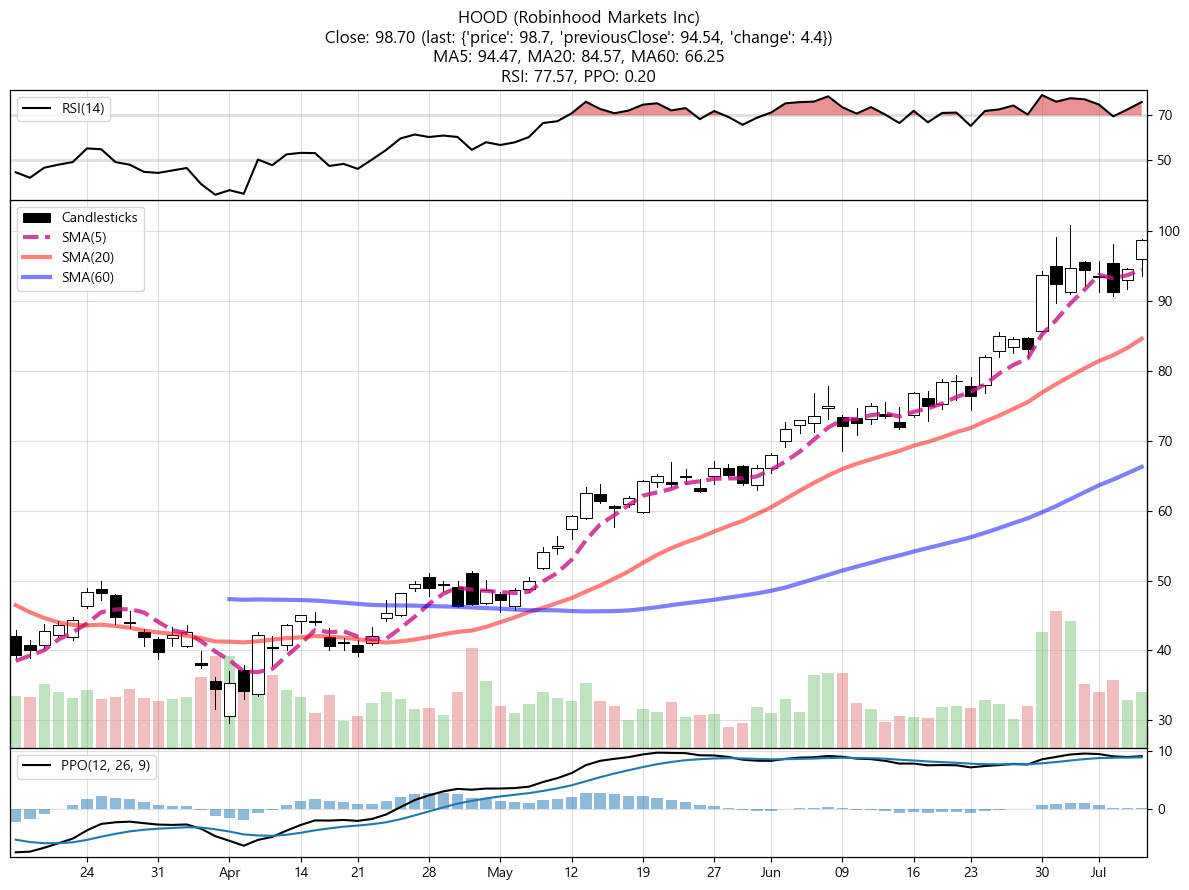 HOOD (Robinhood Markets Inc)
Close: 98.70 (last: {'price': 98.7, 'previousClose': 94.54, 'change': 4.4})
MA5: 94.47, MA20: 84.57, MA60: 66.25
RSI: 77.57, PPO: 0.20
RSI(14)
70
50
Candlesticks
SMA(5)
SMA(20)
SMA(60)
100
90
80
70
60
50
40
30
PPO(12, 26, 9)
10
0
24 31 Apr 14 21 28 May 12 19 27 Jun 09 16 23 30 Jul